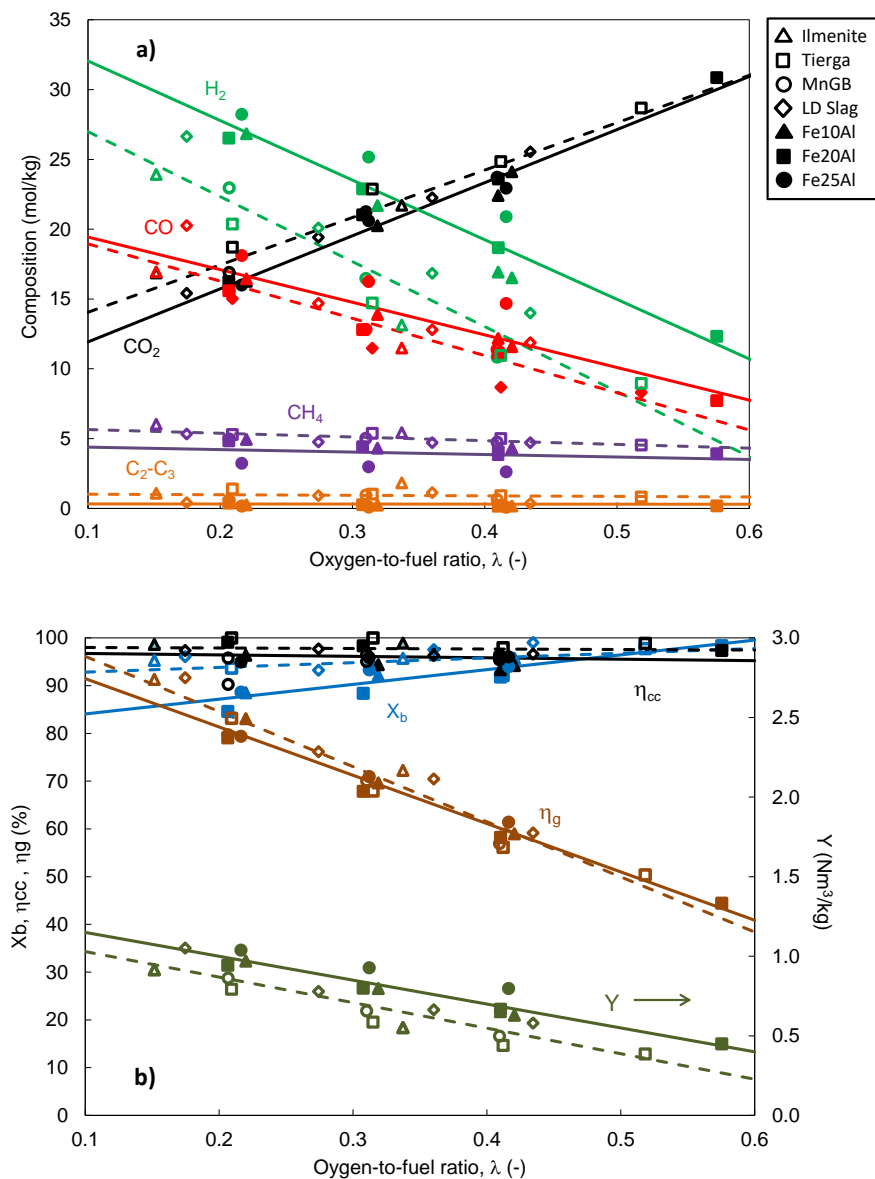 a)
Ilmenite
Tierga
MnGB
LD Slag
Fe10Al
Fe20Al
Fe25Al
35
30
25
20
15
10
5
0
Composition (mol/kg)
H2
CO
CO2
CH4
C2-C3
0.1 0.2 0.3 0.4 0.5 0.6
Oxygen-to-fuel ratio, λ (-)
100
90
80
70
60
50
40
30
20
10
0
Xb, ηcc , ηg (%)
3.0
2.5
2.0
1.5
1.0
0.5
0.0
Y (Nm3/kg)
ηcc
Xb
ηg
Y
b)
0.1 0.2 0.3 0.4 0.5 0.6
Oygen-to-fuel ratio, λ (-)